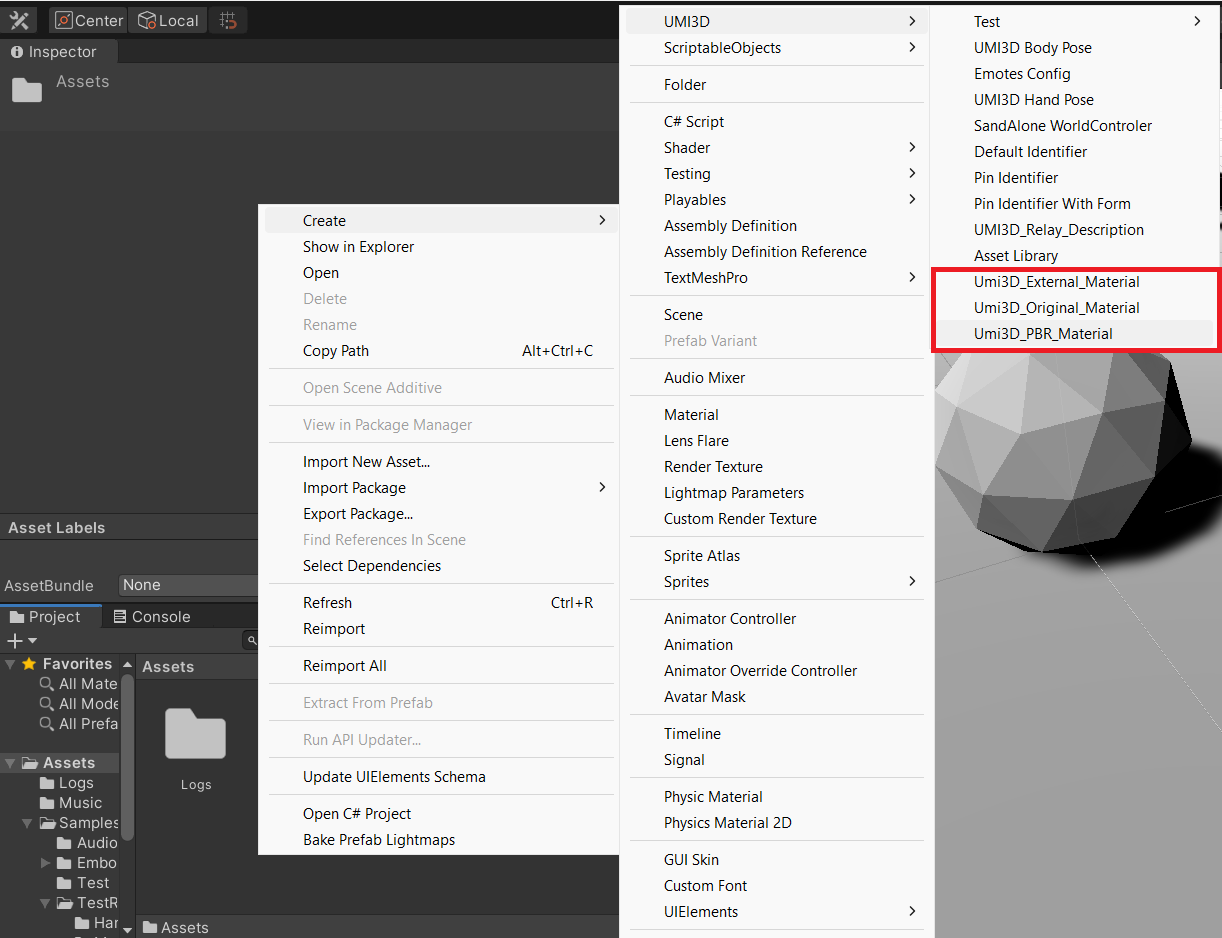 Center
Local
Inspector
Assets
Asset Labels
AssetBundle
None
Project
Console
Favorites
All Mate
All Mode
All Prefa
Assets
Logs
Music
Samples
Audio
Embo
Test
TestR
Har
Assets
Logs
Assets
Create
Show in Explorer
Open
Delete
Rename
Copy Path Alt+Ctrl+C
Open Scene Additive
View in Package Manager
Import New Asset...
Import Package
Export Package...
Find References In Scene
Select Dependencies
Refresh Ctrl+R
Reimport
Reimport All
Extract From Prefab
Run API Updater...
Update UIElements Schema
Open C# Project
Bake Prefab Lightmaps
UMI3D
ScriptableObjects
Folder
C# Script
Shader
Testing
Playables
Assembly Definition
Assembly Definition Reference
TextMeshPro
Scene
Prefab Variant
Audio Mixer
Material
Lens Flare
Render Texture
Lightmap Parameters
Custom Render Texture
Sprite Atlas
Sprites
Animator Controller
Animation
Animator Override Controller
Avatar Mask
Timeline
Signal
Physic Material
Physics Material 2D
GUI Skin
Custom Font
UIElements
Test
UMI3D Body Pose
Emotes Config
UMI3D Hand Pose
SandAlone WorldControler
Default Identifier
Pin Identifier
Pin Identifier With Form
UMI3D_Relay_Description
Asset Library
Umi3D_External_Material
Umi3D_Original_Material
Umi3D_PBR_Material